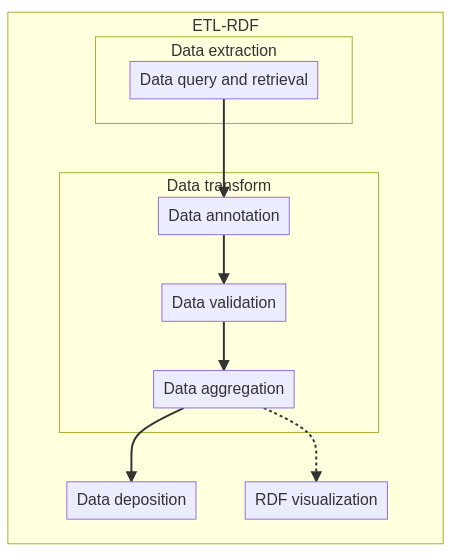 ETL-RDF
Data extraction
Data query and retrieval
Data transform
Data annotation
Data validation
Data aggregation
Data deposition
RDF visualization